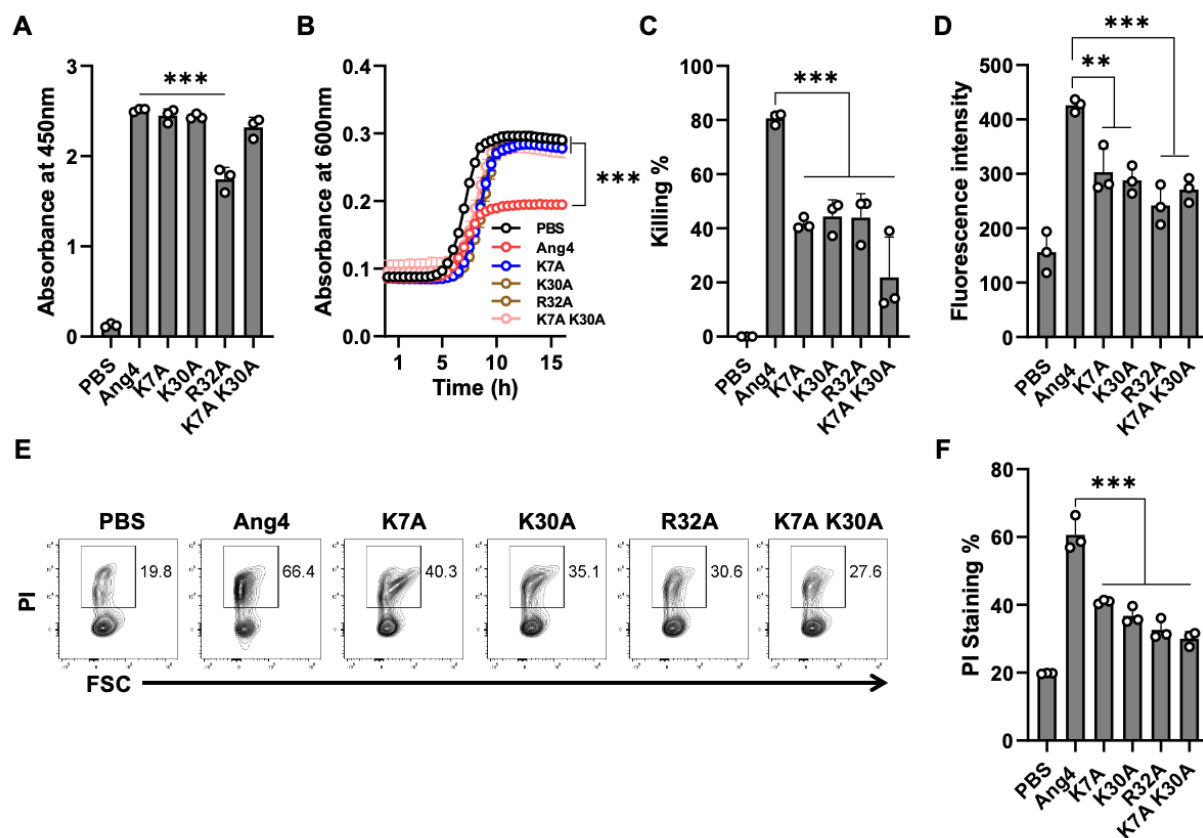 A
Absorbance at 450nm
3
2
1
0
***
PBS
Ang4
K7A
K30A
R32A
K7A K30A
B
Absorbance at 600nm
0.4
0.3
0.2
0.1
0.0
***
PBS
Ang4
K7A
K30A
R32A
K7A K30A
1
5
10
15
Time (h)
C
Killing %
100
80
60
40
20
0
***
PBS
Ang4
K7A
K30A
R32A
K7A K30A
D
Fluorescence intensity
500
400
300
200
100
0
***
**
PBS
Ang4
K7A
K30A
R32A
K7A K30A
E
PBS
Ang4
K7A
K30A
R32A
K7A K30A
19.8
66.4
40.3
35.1
30.6
27.6
PI
FSC
F
PI Staining %
80
60
40
20
0
***
PBS
Ang4
K7A
K30A
R32A
K7A K30A